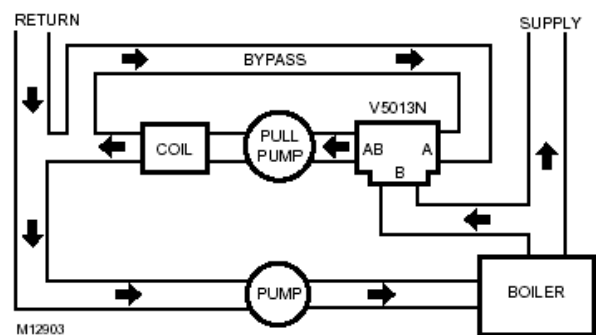 RETURN
SUPPLY
BYPASS
V5013N
COIL
PULL
PUMP
AB
A
B
PUMP
BOILER
M12903